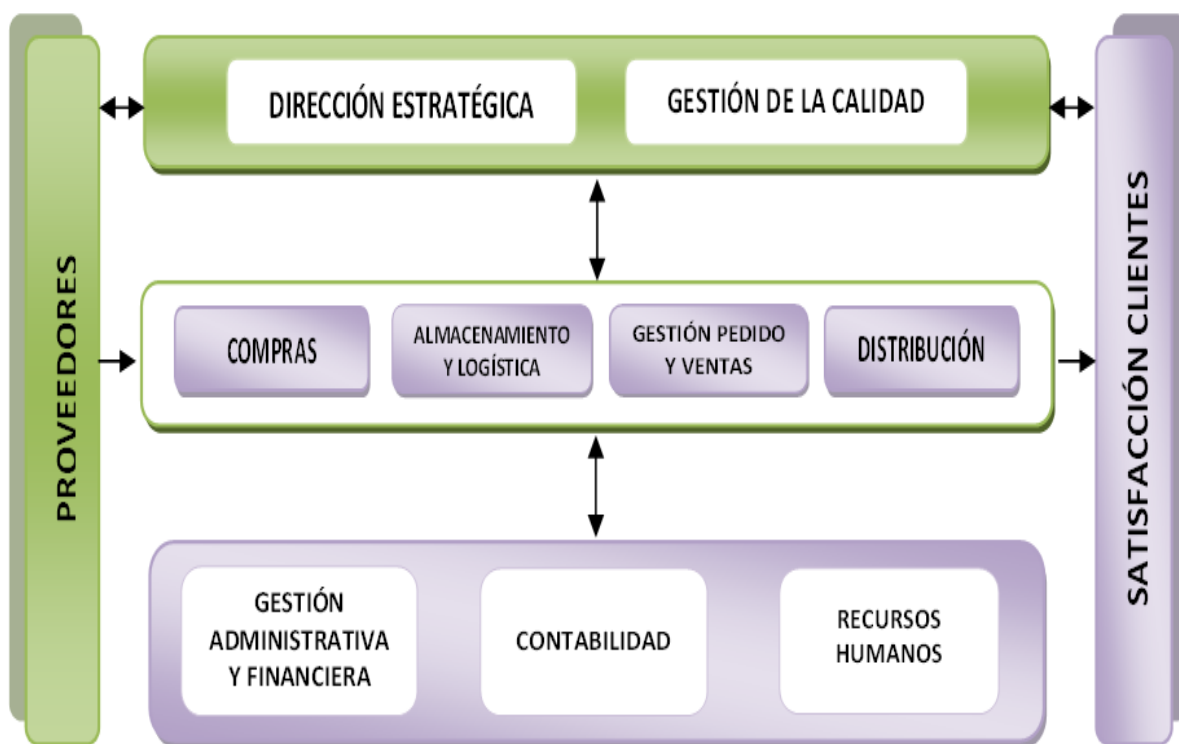 PROVEEDORES
DIRECCIÓN ESTRATÉGICA
GESTIÓN DE LA CALIDAD
COMPRAS
ALMACENAMIENTO
Y LOGÍSTICA
GESTIÓN PEDIDO
Y VENTAS
DISTRIBUCIÓN
GESTIÓN
ADMINISTRATIVA
Y FINANCIERA
CONTABILIDAD
RECURSOS
HUMANOS
SATISFACCIÓN CLIENTES